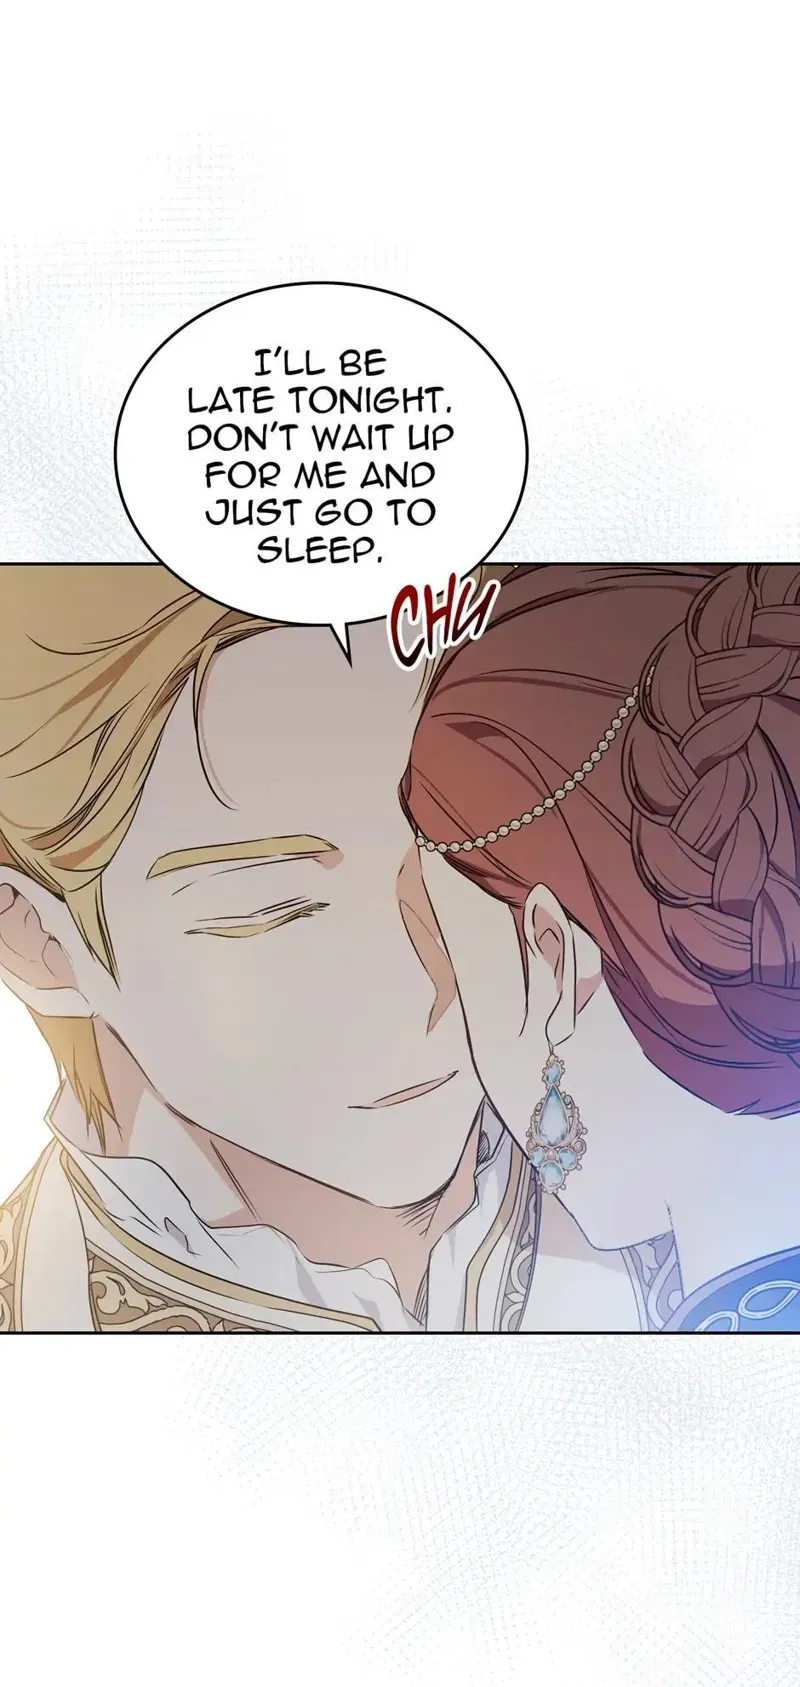 I'LL BE
LATE TONIGHT.
DON'T WAIT UP
FOR ME AND
JUST GO TO
SLEEP.
CHU